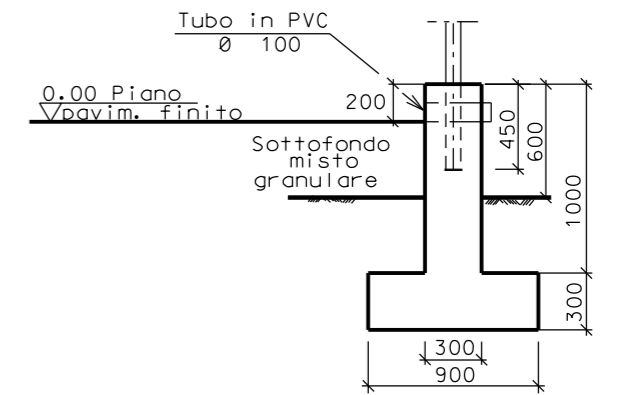 Tubo in PVC
Ø 100
0.00 Piano
pavim. finito
200
Sottofondo
misto
granulare
450
600
1000
300
300
900